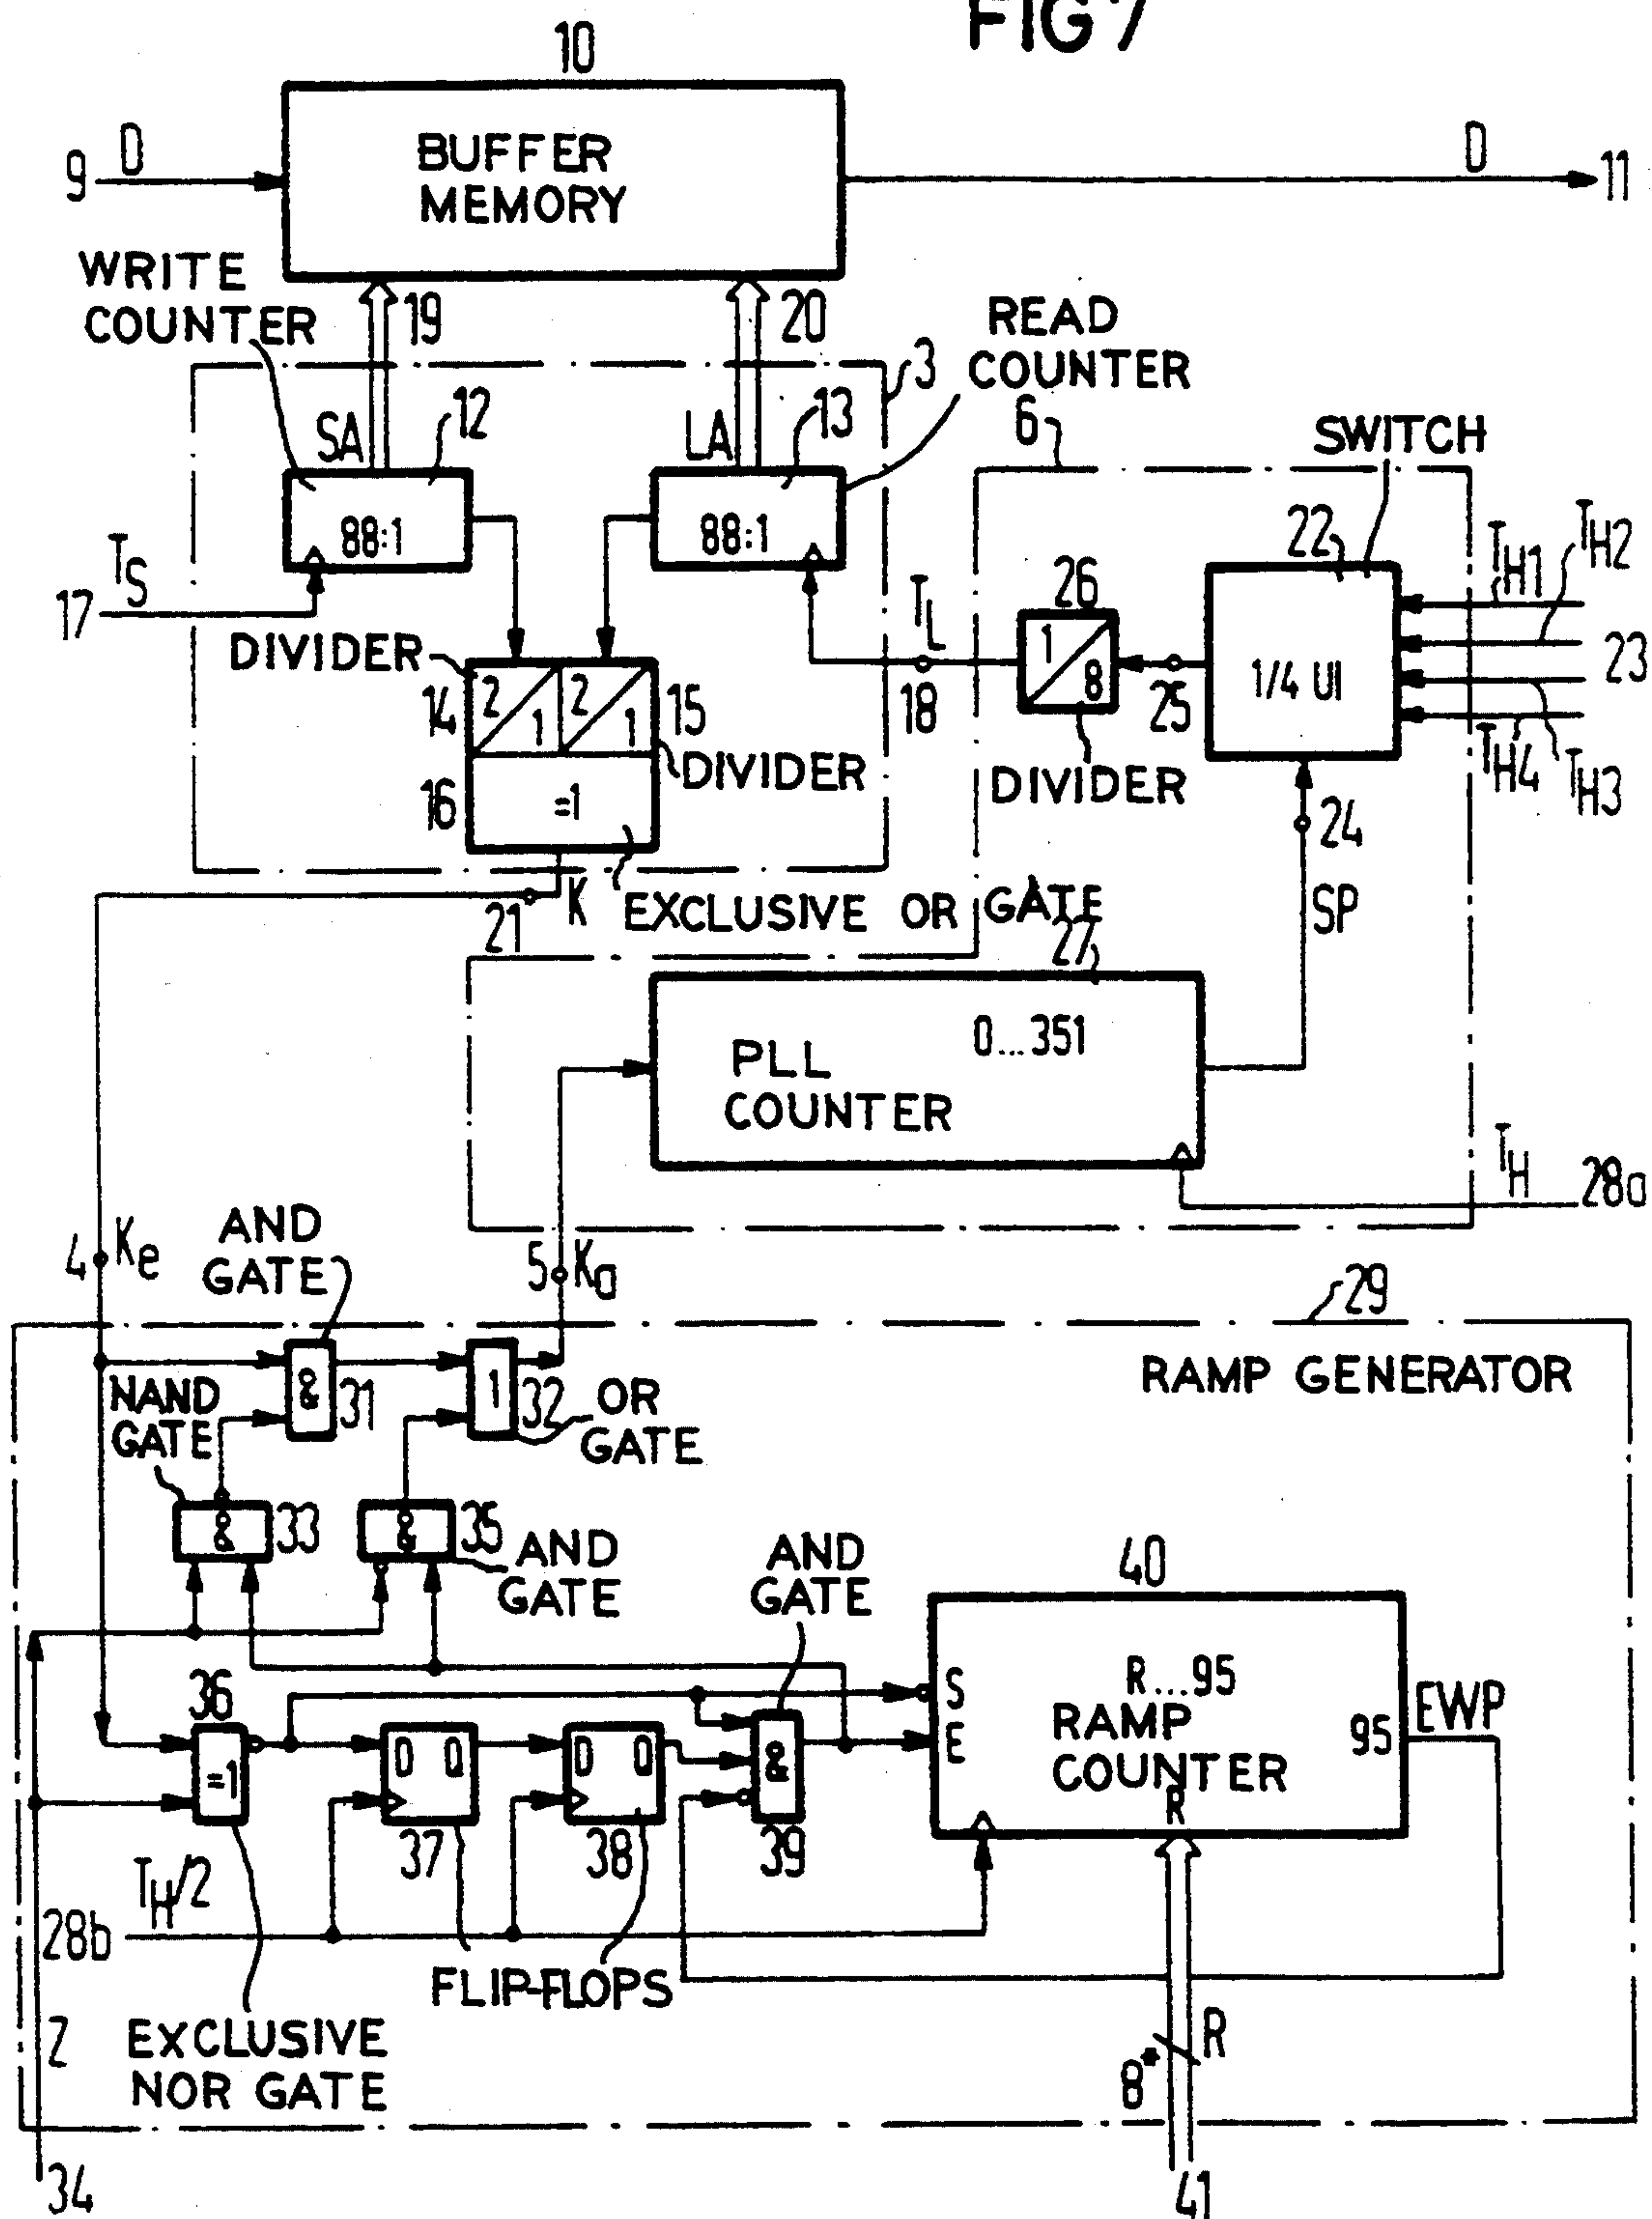 FIG 7
10
BUFFER
MEMORY
9
D
D
11
WRITE
COUNTER
19
20
READ
COUNTER
3
6
SWITCH
SA
12
LA
13
88:1
88:1
22
TH1
TH2
TS
17
26
TL
1
8
1/4 UI
23
DIVIDER
14
2
1
2
1
15
DIVIDER
18
25
TH4
TH3
DIVIDER
16
=1
24
K
EXCLUSIVE OR GATE
21
SP
27
0...351
PLL
COUNTER
TH
28a
AND
GATE
4
Ke
5
Ka
29
RAMP GENERATOR
NAND
GATE
&
31
1
32
OR
GATE
&
33
&
35
AND
GATE
AND
GATE
40
36
S
R...95
RAMP
COUNTER
E
95
EWP
=1
D
Q
D
Q
&
R
37
38
39
TH/2
28b
FLIP-FLOPS
Z
EXCLUSIVE
NOR GATE
8*
R
34
41